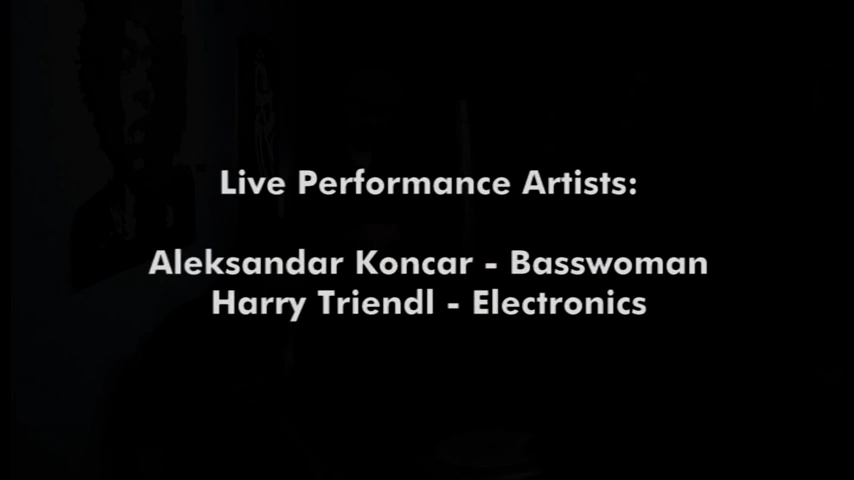 Live Performance Artists:
Aleksandar Koncar - Basswoman
Harry Triendl - Electronics